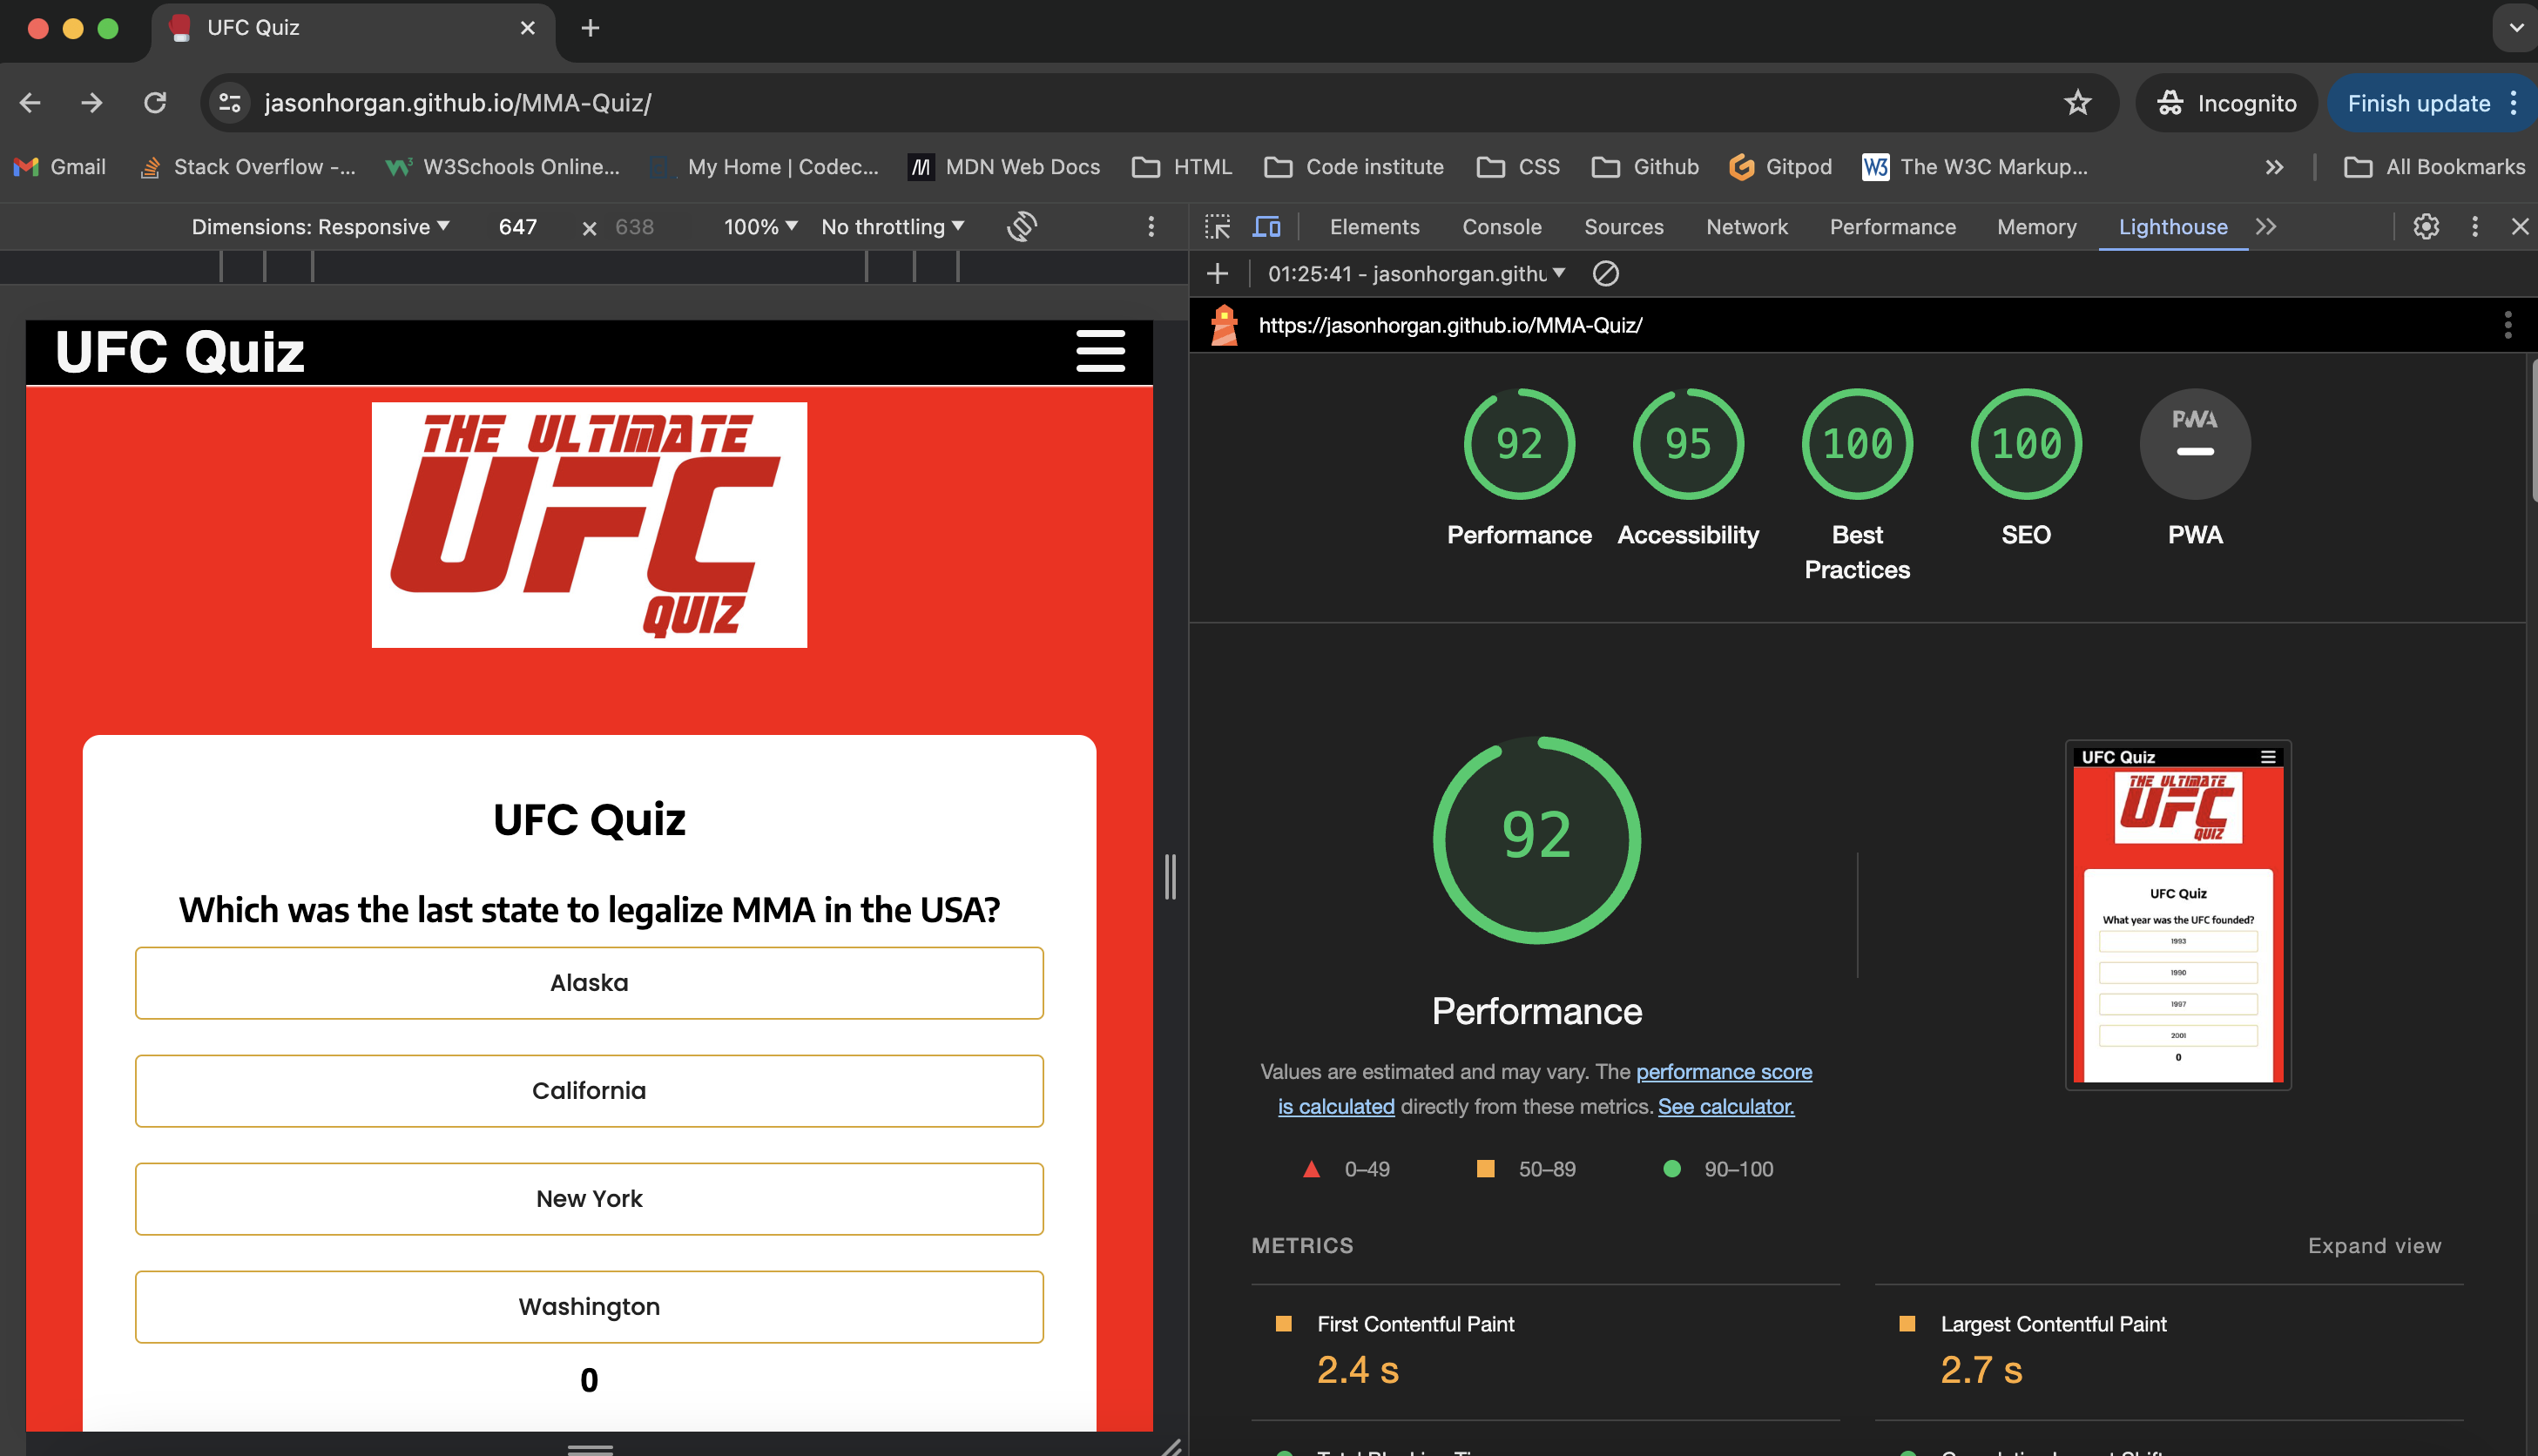 UFC Quiz
jasonhorgan.github.io/MMA-Quiz/
Incognito
Finish update
Gmail
Stack Overflow -...
W3Schools Online...
My Home | Codec...
MDN Web Docs
HTML
Code institute
CSS
Github
Gitpod
W3
The W3C Markup...
All Bookmarks
Dimensions: Responsive
647
×
638
100%
No throttling
Elements
Console
Sources
Network
Performance
Memory
Lighthouse
01:25:41 - jasonhorgan.githu
https://jasonhorgan.github.io/MMA-Quiz/
UFC Quiz
THE ULTIMATE
UFC
QUIZ
UFC Quiz
Which was the last state to legalize MMA in the USA?
Alaska
California
New York
Washington
0
92
95
100
100
PWA
Performance
Accessibility
Best
Practices
SEO
PWA
92
Performance
Values are estimated and may vary. The performance score
is calculated directly from these metrics. See calculator.
0–49
50–89
90–100
UFC Quiz
THE ULTIMATE
UFC
QUIZ
UFC Quiz
What year was the UFC founded?
1993
1990
1997
2001
0
METRICS
Expand view
First Contentful Paint
2.4 s
Largest Contentful Paint
2.7 s